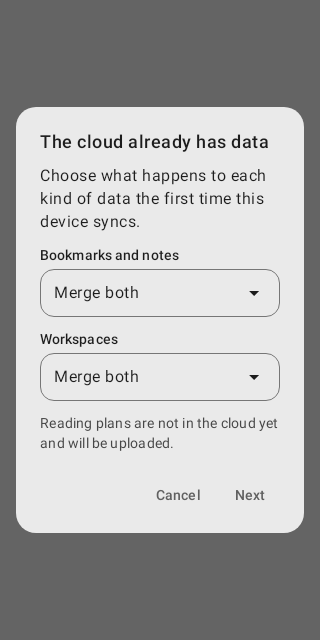 The cloud already has data
Choose what happens to each
kind of data the first time this
device syncs.
Bookmarks and notes
Merge both
Workspaces
Merge both
Reading plans are not in the cloud yet
and will be uploaded.
Cancel Next